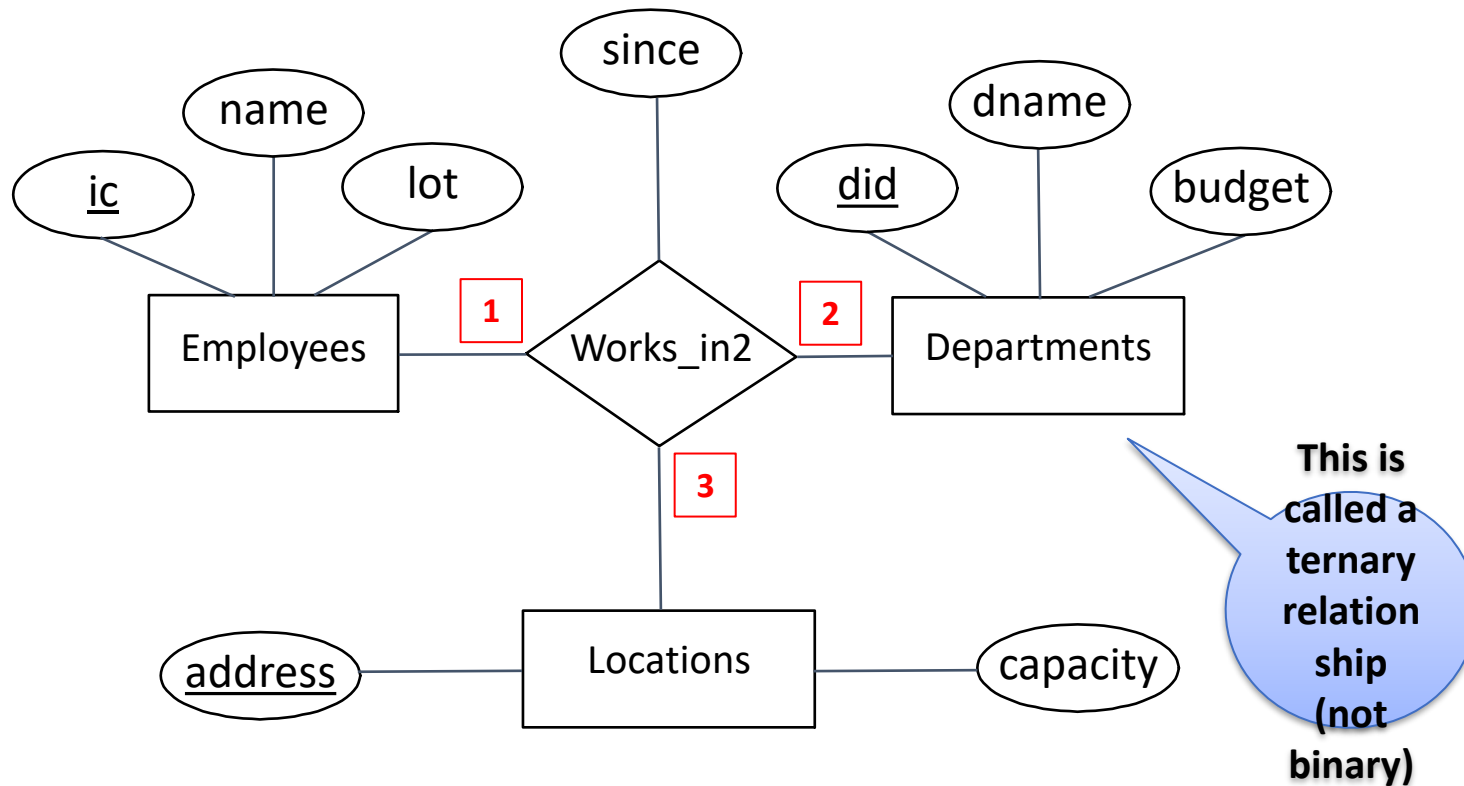 since
name
dname
ic
lot
did
budget
1
2
Employees
Works_in2
Departments
3
This is
called a
ternary
relation
ship
(not
binary)
Locations
address
capacity